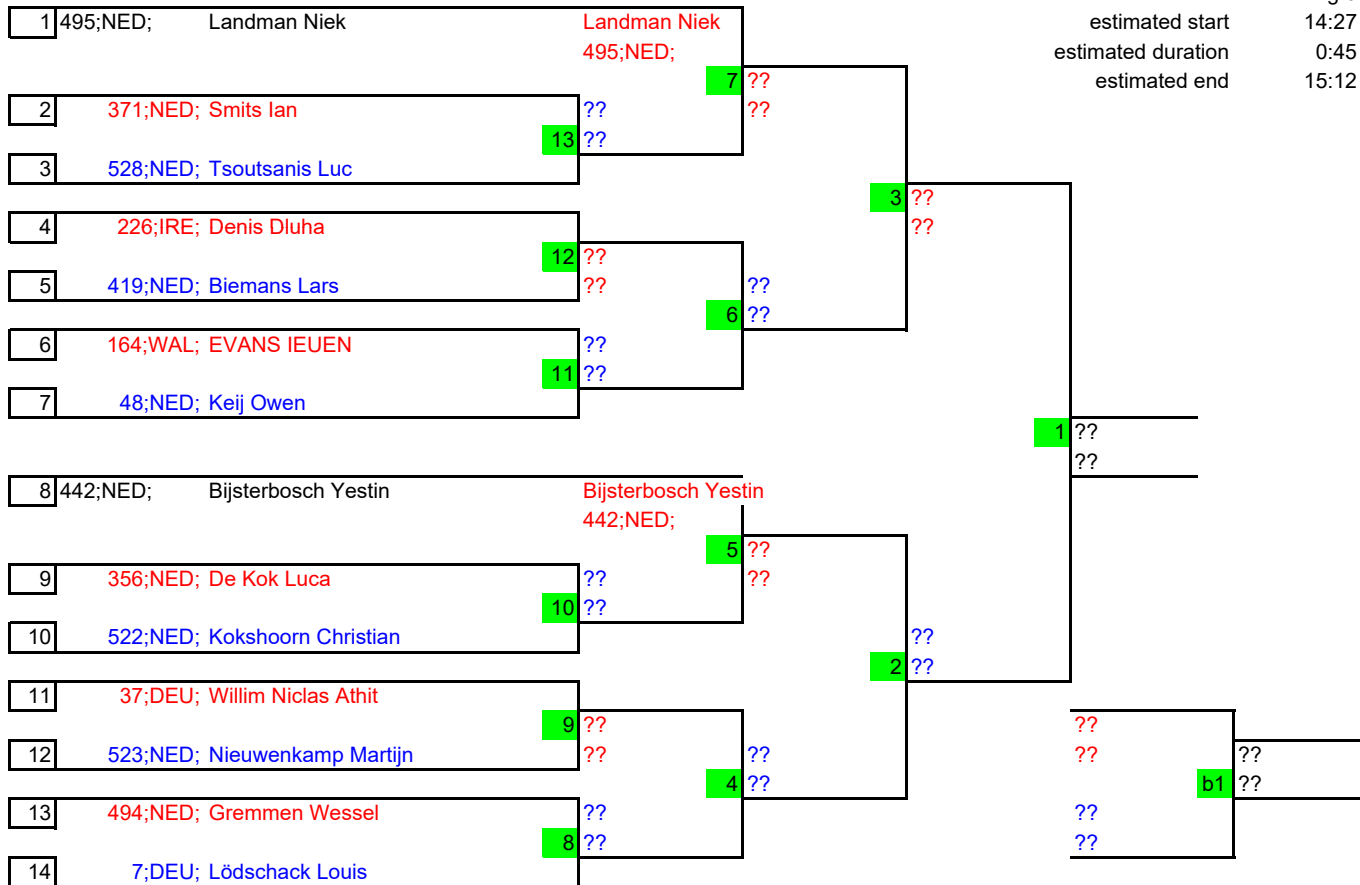 1 495;NED; Landman Niek Landman Niek estimated start 14:27
495;NED; estimated duration 0:45
7 ?? estimated end 15:12
2 371;NED; Smits Ian ?? ??
13 ??
3 528;NED; Tsoutsanis Luc
3 ??
4 226;IRE; Denis Dluha ??
12 ??
5 419;NED; Biemans Lars ?? ??
6 ??
6 164;WAL; EVANS IEUEN ??
11 ??
7 48;NED; Keij Owen
1 ??
??
8 442;NED; Bijsterbosch Yestin Bijsterbosch Yestin
442;NED;
5 ??
9 356;NED; De Kok Luca ?? ??
10 ??
10 522;NED; Kokshoorn Christian ??
2 ??
11 37;DEU; Willim Niclas Athit
9 ?? ??
12 523;NED; Nieuwenkamp Martijn ?? ?? ?? ??
4 ?? b1 ??
13 494;NED; Gremmen Wessel ?? ??
8 ?? ??
14 7;DEU; Lödschack Louis